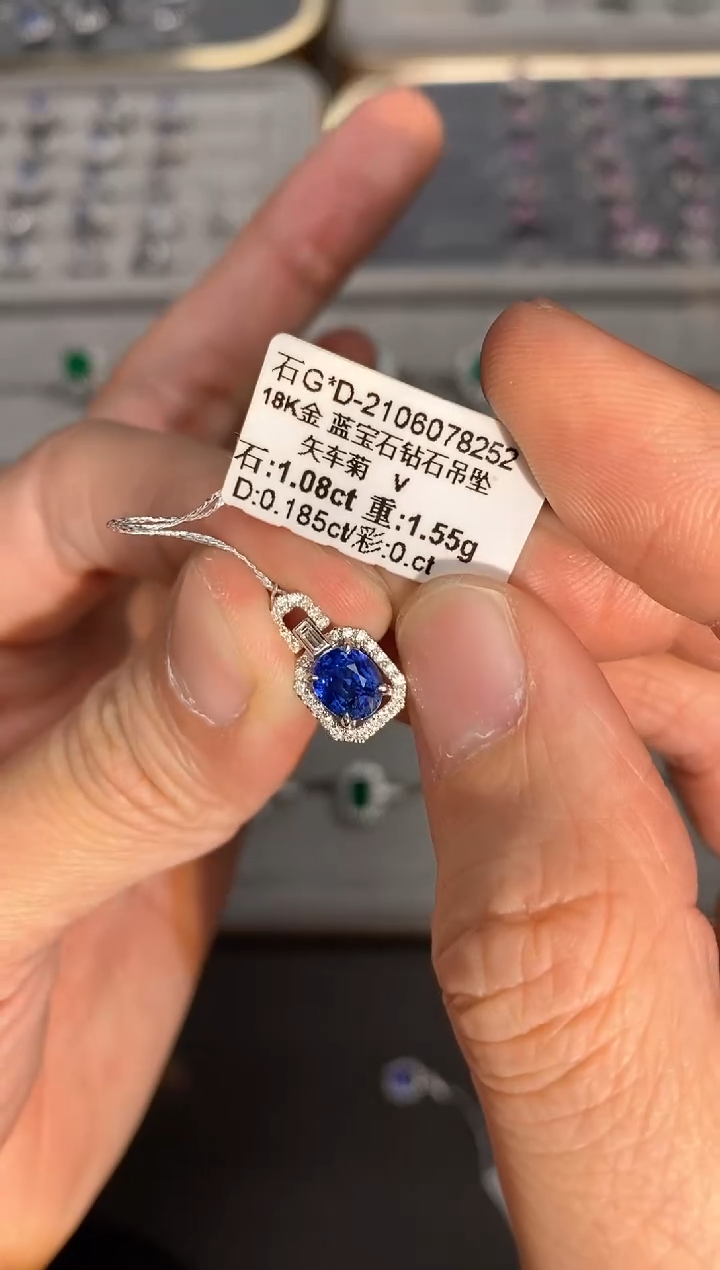 石G*D-2106078252
18K金 蓝宝石钻石吊坠
矢车菊 V
石:1.08ct 重:1.55g
D:0.185ct/彩:0.ct